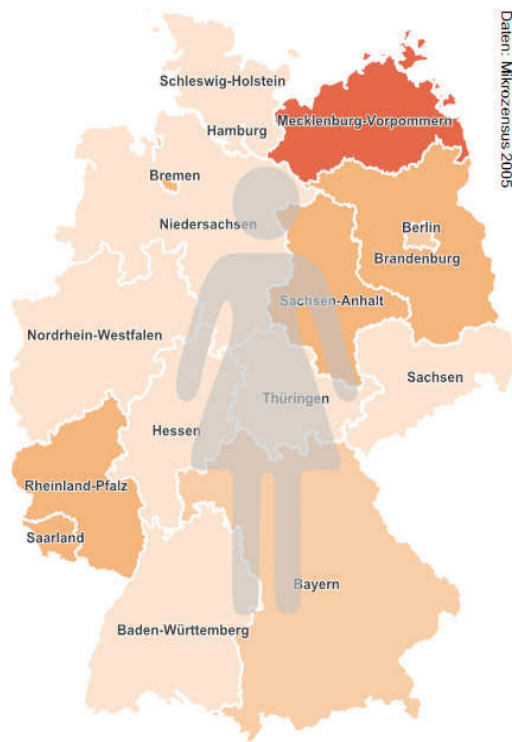 Daten: Mikrozensus 2005
Schleswig-Holstein
Mecklenburg-Vorpommern
Hamburg
Bremen
Niedersachsen
Berlin
Brandenburg
Sachsen-Anhalt
Nordrhein-Westfalen
Sachsen
Thüringen
Hessen
Rheinland-Pfalz
Saarland
Bayern
Baden-Württemberg